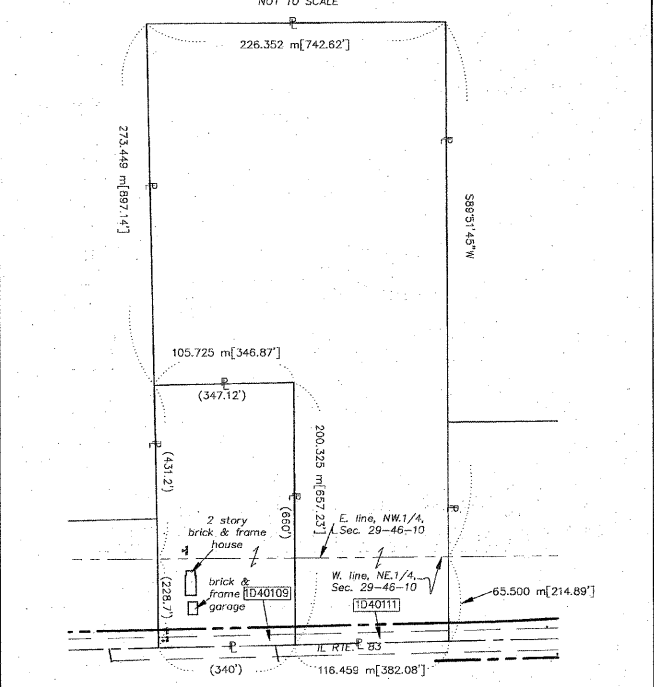 NOT TO SCALE
226.352 m[742.62']
273.449 m[897.14']
S89°51'45"W
105.725 m[346.87']
(347.12')
(431.2')
200.325 m[657.23']
(660')
2 story
brick & frame
house
E. line, NW.1/4,
Sec. 29-46-10
W. line, NE.1/4,
Sec. 29-46-10
(228.7')
brick &
frame
garage
1D40109
1D40111
65.500 m[214.89']
IL RTE. 83
(340')
116.459 m[382.08']